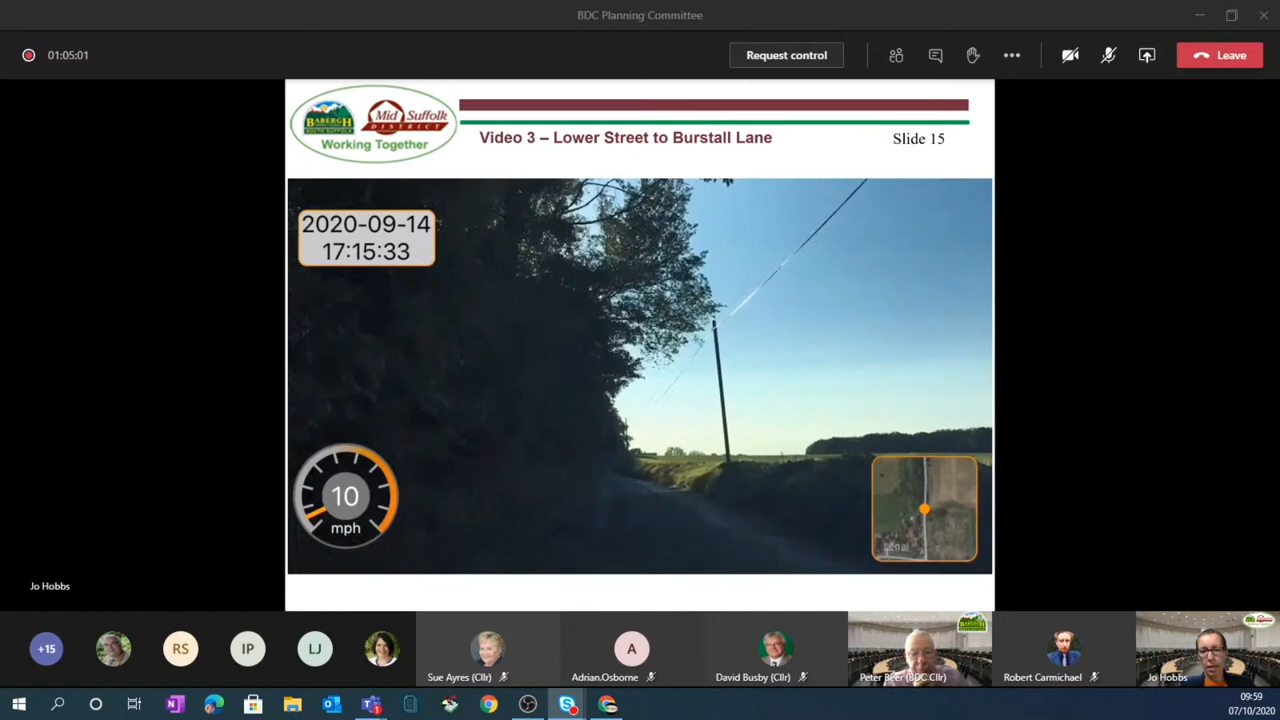 BDC Planning Committee
01:05:01
Request control
Leave
BABERGH
Mid Suffolk
DISTRICT
Working Together
Video 3 – Lower Street to Burstall Lane
Slide 15
2020-09-14
17:15:33
10
mph
Legal
Jo Hobbs
+15
RS
IP
LJ
A
Sue Ayres (Cllr)
Adrian.Osborne
David Busby (Cllr)
Peter Beer (BDC Cllr)
Robert Carmichael
Jo Hobbs
09:59
07/10/2020